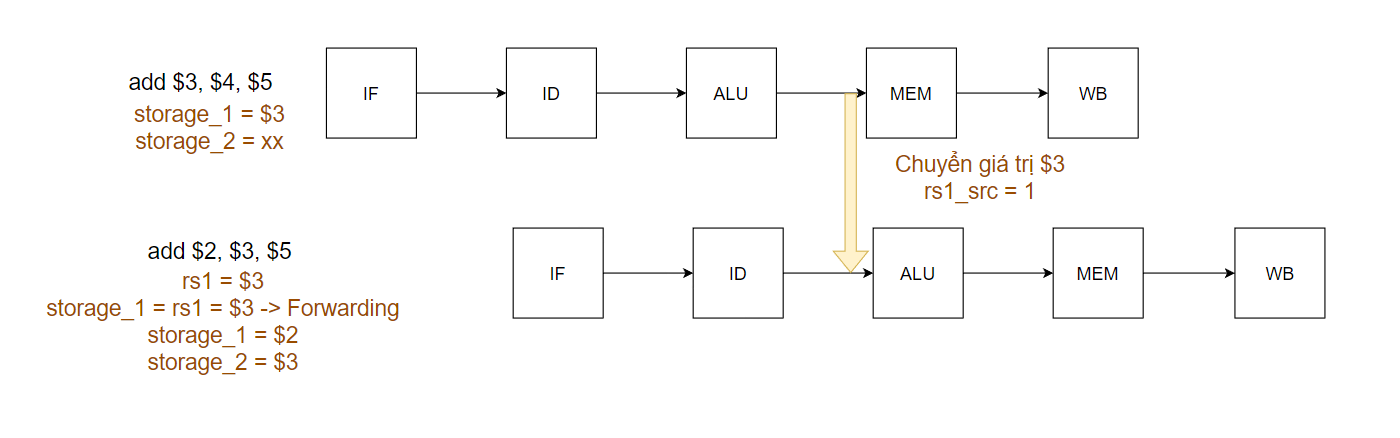 add $3, $4, $5
storage_1 = $3
storage_2 = xx
IF
ID
ALU
MEM
WB
Chuyển giá trị $3
rs1_src = 1
add $2, $3, $5
rs1 = $3
storage_1 = rs1 = $3 -> Forwarding
storage_1 = $2
storage_2 = $3
IF
ID
ALU
MEM
WB